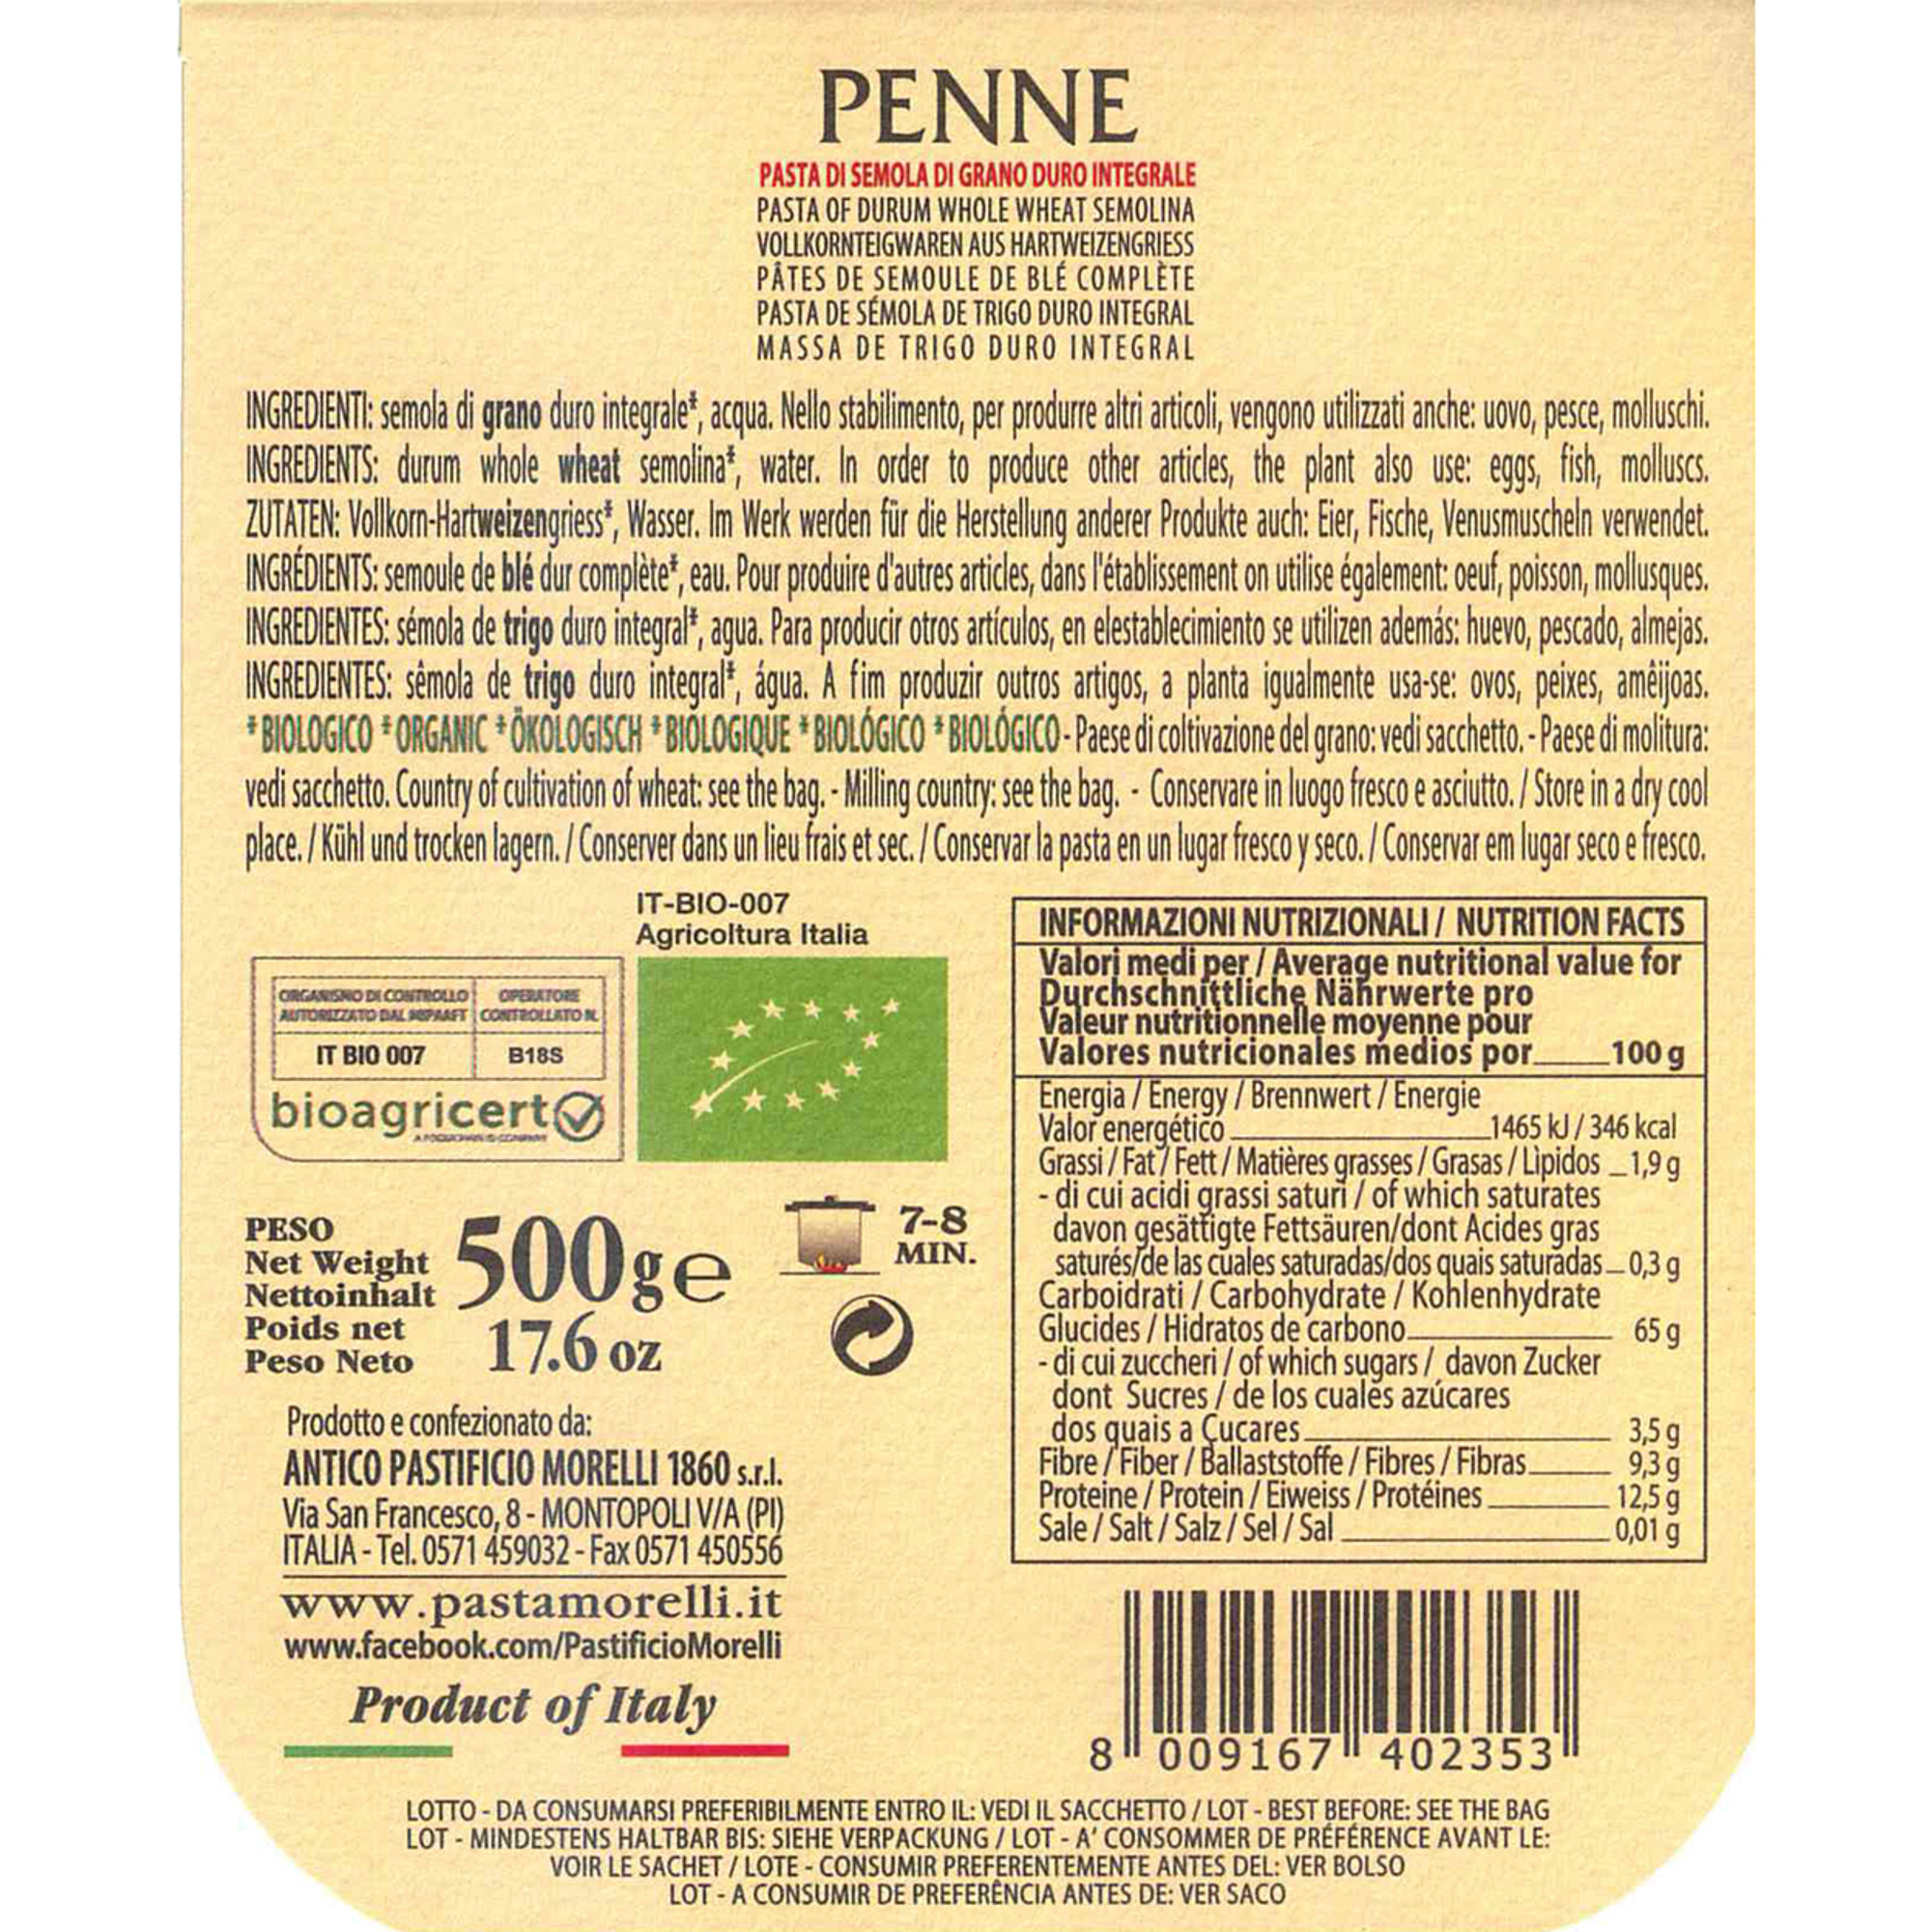 PENNE
PASTA DI SEMOLA DI GRANO DURO INTEGRALE
PASTA OF DURUM WHOLE WHEAT SEMOLINA
VOLLKORNTEIGWAREN AUS HARTWEIZENGRIESS
PÂTES DE SEMOULE DE BLÉ COMPLÈTE
PASTA DE SÉMOLA DE TRIGO DURO INTEGRAL
MASSA DE TRIGO DURO INTEGRAL
INGREDIENTI: semola di grano duro integrale*, acqua. Nello stabilimento, per produrre altri articoli, vengono utilizzati anche: uovo, pesce, molluschi.
INGREDIENTS: durum whole wheat semolina*, water. In order to produce other articles, the plant also use: eggs, fish, molluscs.
ZUTATEN: Vollkorn-Hartweizengriess*, Wasser. Im Werk werden für die Herstellung anderer Produkte auch: Eier, Fische, Venusmuscheln verwendet.
INGRÉDIENTS: semoule de blé dur complète*, eau. Pour produire d'autres articles, dans l'établissement on utilise également: oeuf, poisson, mollusques.
INGREDIENTES: sémola de trigo duro integral*, agua. Para producir otros artículos, en elestablecimiento se utilizen además: huevo, pescado, almejas.
INGREDIENTES: sêmola de trigo duro integral*, água. A fim produzir outros artigos, a planta igualmente usa-se: ovos, peixes, amêijoas.
*BIOLOGICO *ORGANIC *ÖKOLOGISCH *BIOLOGIQUE *BIOLÓGICO *BIOLÓGICO - Paese di coltivazione del grano: vedi sacchetto. - Paese di molitura:
vedi sacchetto. Country of cultivation of wheat: see the bag. - Milling country: see the bag. - Conservare in luogo fresco e asciutto. / Store in a dry cool
place. / Kühl und trocken lagern. / Conserver dans un lieu frais et sec. / Conservar la pasta en un lugar fresco y seco. / Conservar em lugar seco e fresco.
IT-BIO-007
Agricoltura Italia
ORGANISMO DI CONTROLLO
AUTORIZZATO DAL MIPAAFT
OPERATORE
CONTROLLATO N.
IT BIO 007
B18S
bioagricert
PESO
Net Weight
Nettoinhalt
Poids net
Peso Neto
500g e
17.6 oz
7-8
MIN.
Prodotto e confezionato da:
ANTICO PASTIFICIO MORELLI 1860 s.r.l.
Via San Francesco, 8 - MONTOPOLI V/A (PI)
ITALIA - Tel. 0571 459032 - Fax 0571 450556
www.pastamorelli.it
www.facebook.com/PastificioMorelli
Product of Italy
INFORMAZIONI NUTRIZIONALI / NUTRITION FACTS
Valori medi per / Average nutritional value for
Durchschnittliche Nährwerte pro
Valeur nutritionnelle moyenne pour
Valores nutricionales medios por 100 g
Energia / Energy / Brennwert / Energie
Valor energético 1465 kJ / 346 kcal
Grassi / Fat / Fett / Matières grasses / Grasas / Lìpidos 1,9 g
- di cui acidi grassi saturi / of which saturates
davon gesättigte Fettsäuren/dont Acides gras
saturés/de las cuales saturadas/dos quais saturadas 0,3 g
Carboidrati / Carbohydrate / Kohlenhydrate
Glucides / Hidratos de carbono 65 g
- di cui zuccheri / of which sugars / davon Zucker
dont Sucres / de los cuales azúcares
dos quais a Çucares 3,5 g
Fibre / Fiber / Ballaststoffe / Fibres / Fibras 9,3 g
Proteine / Protein / Eiweiss / Protéines 12,5 g
Sale / Salt / Salz / Sel / Sal 0,01 g
8 009167 402353
LOTTO - DA CONSUMARSI PREFERIBILMENTE ENTRO IL: VEDI IL SACCHETTO / LOT - BEST BEFORE: SEE THE BAG
LOT - MINDESTENS HALTBAR BIS: SIEHE VERPACKUNG / LOT - A' CONSOMMER DE PRÉFÉRENCE AVANT LE:
VOIR LE SACHET / LOTE - CONSUMIR PREFERENTEMENTE ANTES DEL: VER BOLSO
LOT - A CONSUMIR DE PREFERÊNCIA ANTES DE: VER SACO